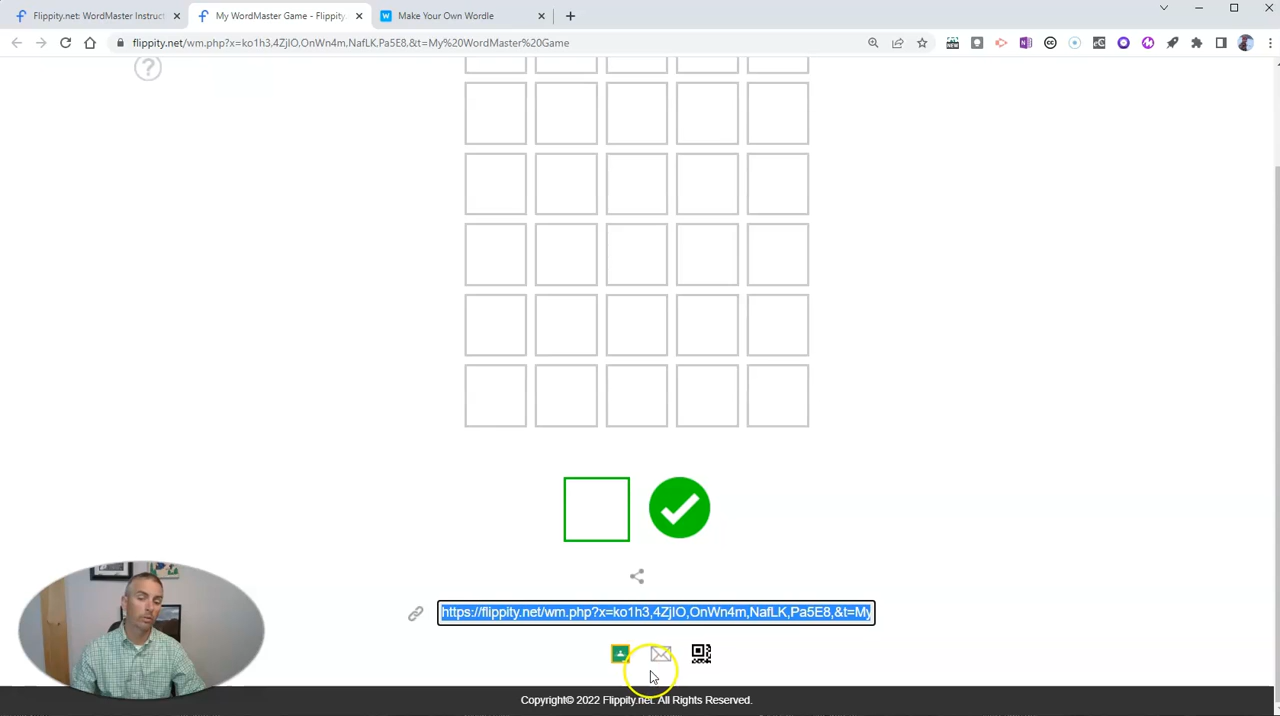 Flippity.net: WordMaster Instruct
My WordMaster Game - Flippity.
Make Your Own Wordle
flippity.net/wm.php?x=ko1h3,4ZjIO,OnWn4m,NafLK,Pa5E8,&t=My%20WordMaster%20Game
?
https://flippity.net/wm.php?x=ko1h3,4ZjIO,OnWn4m,NafLK,Pa5E8,&t=My
Copyright© 2022 Flippity.net. All Rights Reserved.